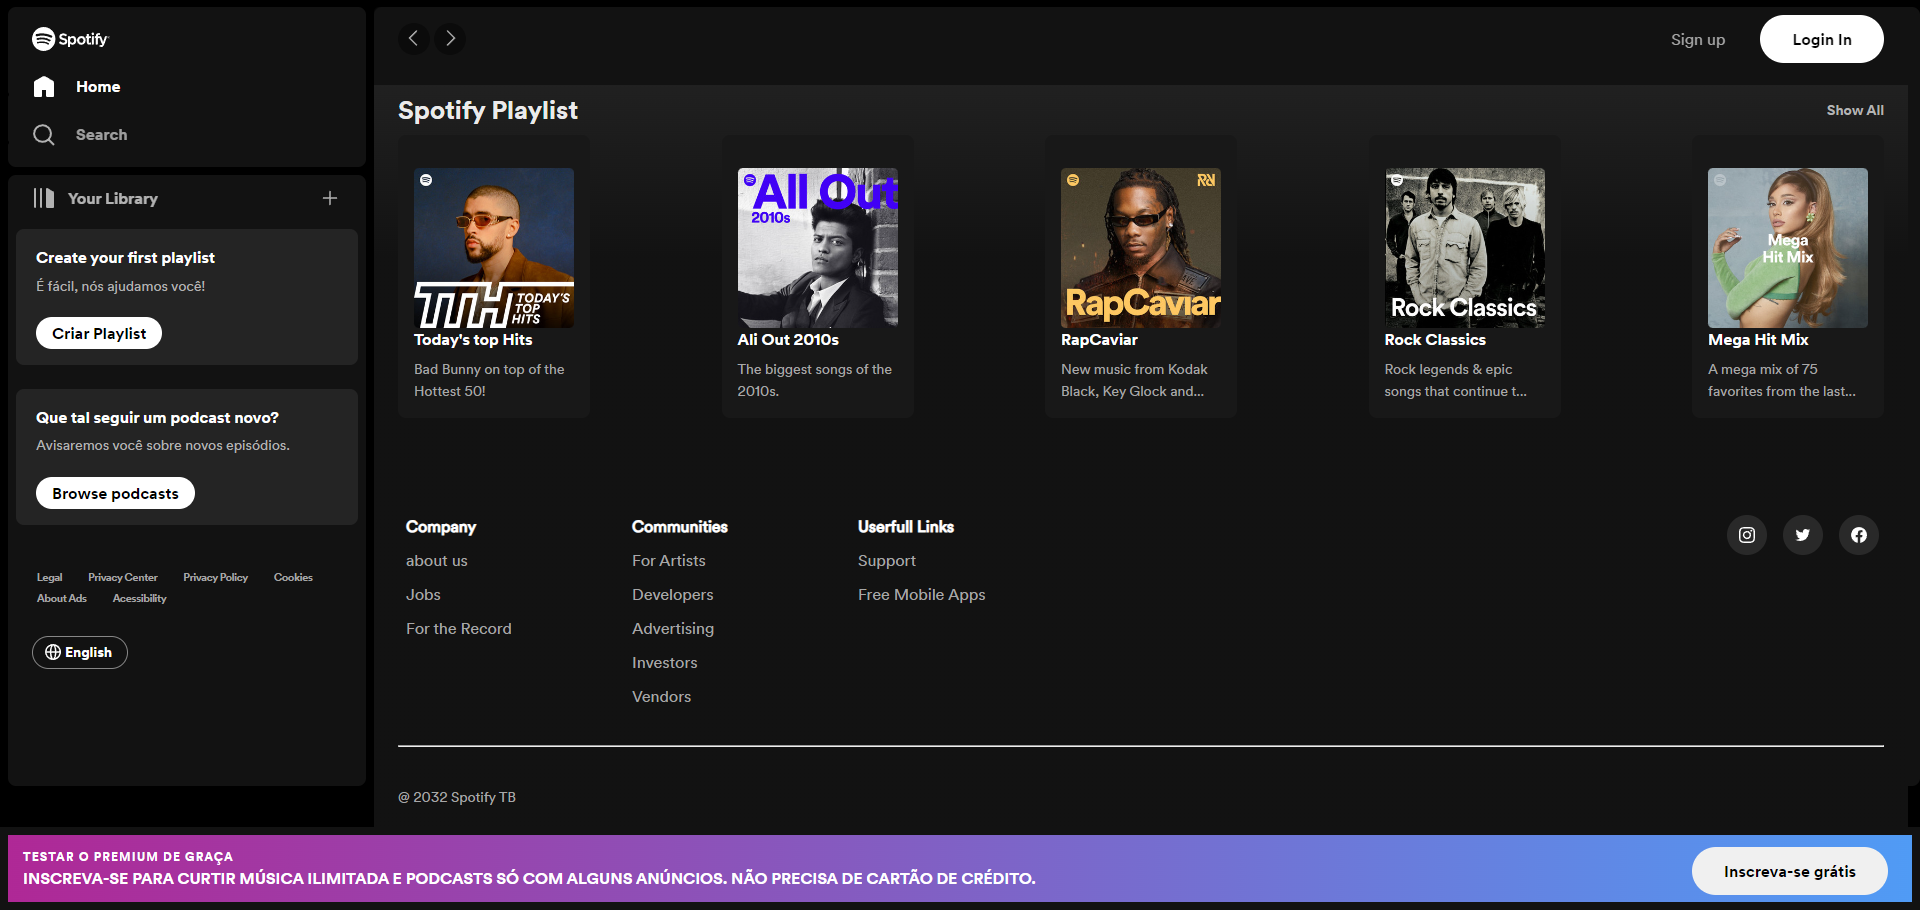 Spotify
Home
Search
Your Library
Create your first playlist
É fácil, nós ajudamos você!
Criar Playlist
Que tal seguir um podcast novo?
Avisaremos você sobre novos episódios.
Browse podcasts
Legal Privacy Center Privacy Policy Cookies
About Ads Acessibility
English
Sign up
Login In
Spotify Playlist
Show All
TTH TODAY'S
TOP
HITS
Today's top Hits
Bad Bunny on top of the
Hottest 50!
All Out
2010s
Ali Out 2010s
The biggest songs of the
2010s.
RapCaviar
RapCaviar
New music from Kodak
Black, Key Glock and...
Rock Classics
Rock Classics
Rock legends & epic
songs that continue t...
Mega
Hit Mix
Mega Hit Mix
A mega mix of 75
favorites from the last...
Company
about us
Jobs
For the Record
Communities
For Artists
Developers
Advertising
Investors
Vendors
Userfull Links
Support
Free Mobile Apps
@ 2032 Spotify TB
TESTAR O PREMIUM DE GRAÇA
INSCREVA-SE PARA CURTIR MÚSICA ILIMITADA E PODCASTS SÓ COM ALGUNS ANÚNCIOS. NÃO PRECISA DE CARTÃO DE CRÉDITO.
Inscreva-se grátis